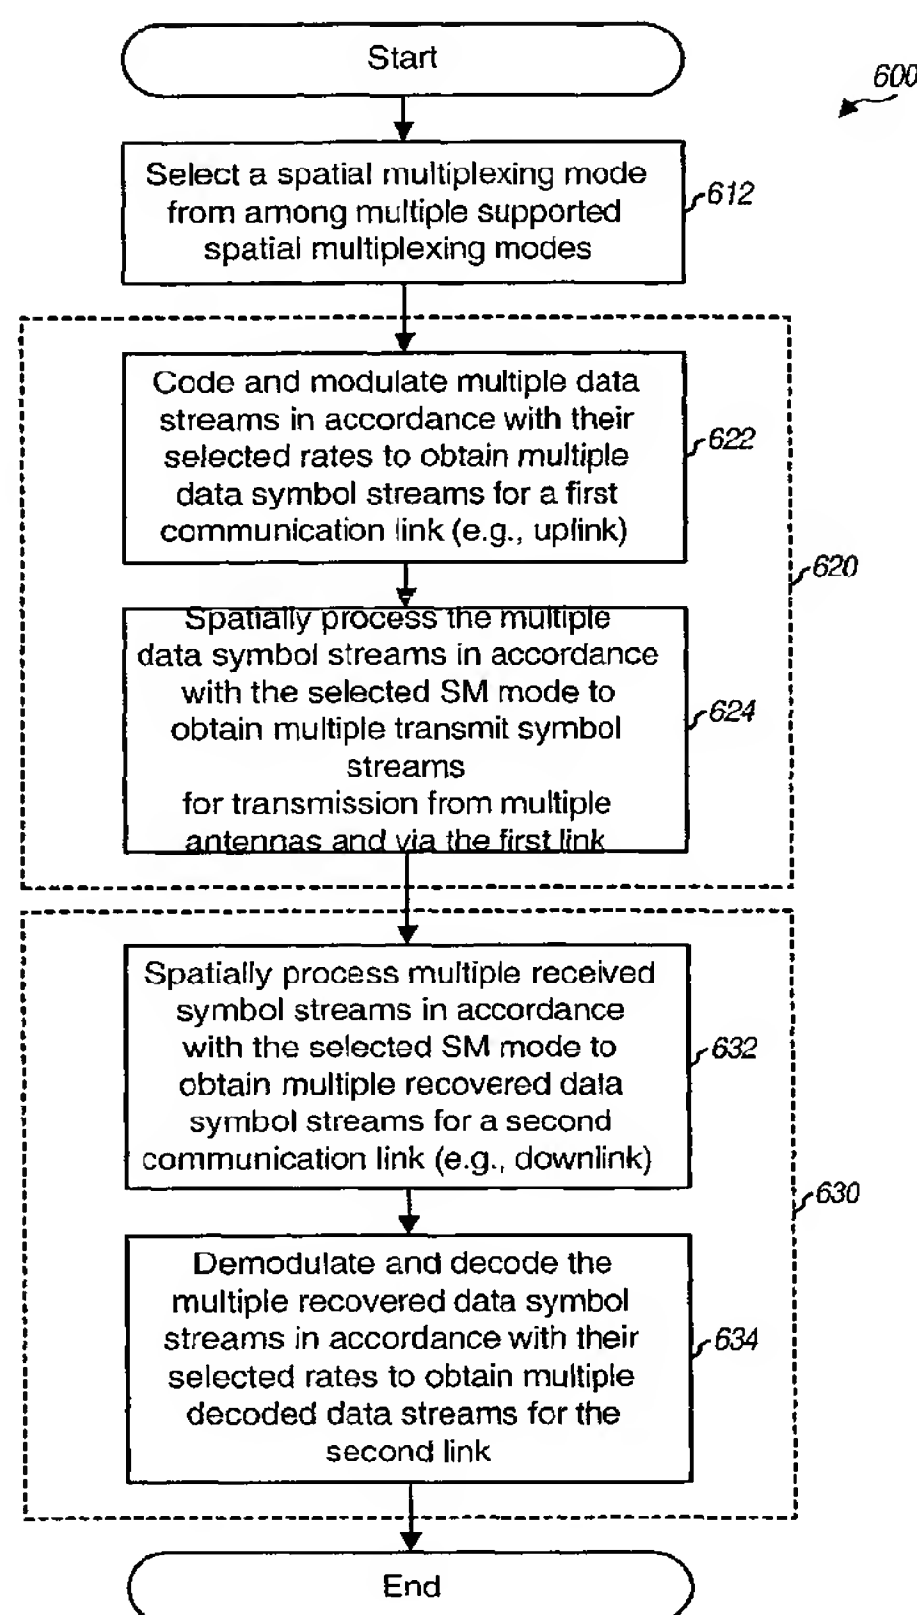 Start
600
Select a spatial multiplexing mode
from among multiple supported
spatial multiplexing modes
612
Code and modulate multiple data
streams in accordance with their
selected rates to obtain multiple
data symbol streams for a first
communication link (e.g., uplink)
622
620
Spatially process the multiple
data symbol streams in accordance
with the selected SM mode to
obtain multiple transmit symbol
streams
for transmission from multiple
antennas and via the first link
624
Spatially process multiple received
symbol streams in accordance
with the selected SM mode to
obtain multiple recovered data
symbol streams for a second
communication link (e.g., downlink)
632
630
Demodulate and decode the
multiple recovered data symbol
streams in accordance with their
selected rates to obtain multiple
decoded data streams for the
second link
634
End